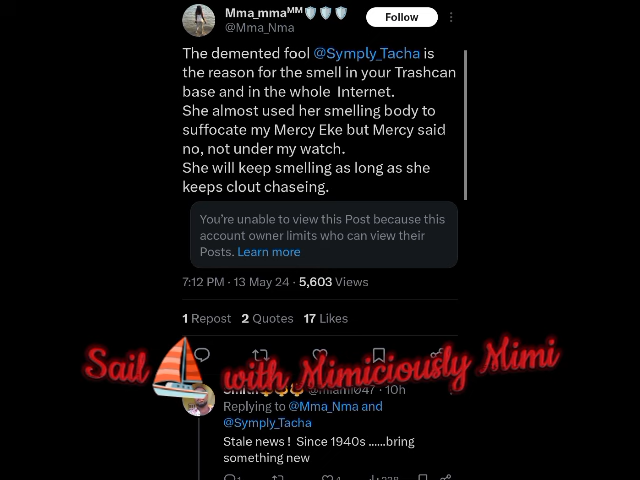 Mma_mmaᴹᴹ🛡️🛡️🛡️
Follow
@Mma_Nma
The demented fool @Symply_Tacha is
the reason for the smell in your Trashcan
base and in the whole Internet.
She almost used her smelling body to
suffocate my Mercy Eke but Mercy said
no, not under my watch.
She will keep smelling as long as she
keeps clout chaseing.
You're unable to view this Post because this
account owner limits who can view their
Posts. Learn more
7:12 PM · 13 May 24 · 5,603 Views
1 Repost 2 Quotes 17 Likes
Sail with Mimiciously Mimi
· 10h
Replying to @Mma_Nma and
@Symply_Tacha
Stale news ! Since 1940s ......bring
something new